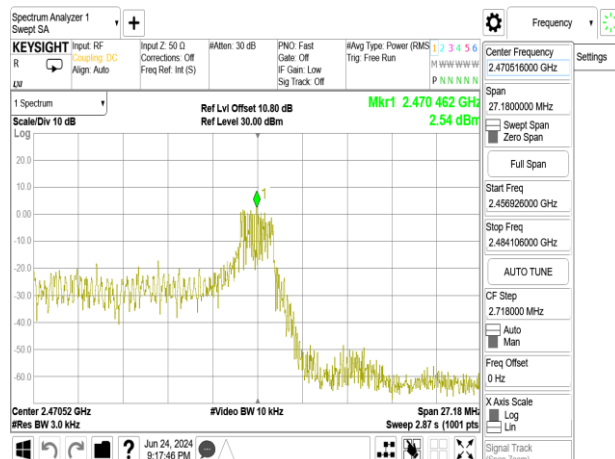 Spectrum Analyzer 1
Swept SA
Frequency
KEYSIGHT
R
LXI
Input: RF
Coupling: DC
Align: Auto
Input Z: 50 Ω
Corrections: Off
Freq Ref: Int (S)
#Atten: 30 dB
PNO: Fast
Gate: Off
IF Gain: Low
Sig Track: Off
#Avg Type: Power (RMS
Trig: Free Run
1 2 3 4 5 6
M W W W W W
P N N N N N
Center Frequency
2.470516000 GHz
Settings
Span
27.1800000 MHz
Swept Span
Zero Span
Full Span
Start Freq
2.456926000 GHz
Stop Freq
2.484106000 GHz
AUTO TUNE
CF Step
2.718000 MHz
Auto
Man
Freq Offset
0 Hz
X Axis Scale
Log
Lin
Signal Track
(Span Zoom)
1 Spectrum
Scale/Div 10 dB
Log
Ref Lvl Offset 10.80 dB
Ref Level 30.00 dBm
Mkr1 2.470 462 GHz
2.54 dBm
1
20.0
10.0
0.00
-10.0
-20.0
-30.0
-40.0
-50.0
-60.0
Center 2.47052 GHz
#Res BW 3.0 kHz
#Video BW 10 kHz
Span 27.18 MHz
Sweep 2.87 s (1001 pts)
?
Jun 24, 2024
9:17:46 PM